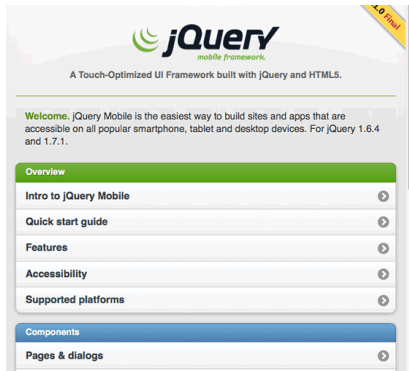 1.0 Final
jQuery
mobile framework.
A Touch-Optimized UI Framework built with jQuery and HTML5.
Welcome. jQuery Mobile is the easiest way to build sites and apps that are
accessible on all popular smartphone, tablet and desktop devices. For jQuery 1.6.4
and 1.7.1.
Overview
Intro to jQuery Mobile
Quick start guide
Features
Accessibility
Supported platforms
Components
Pages & dialogs